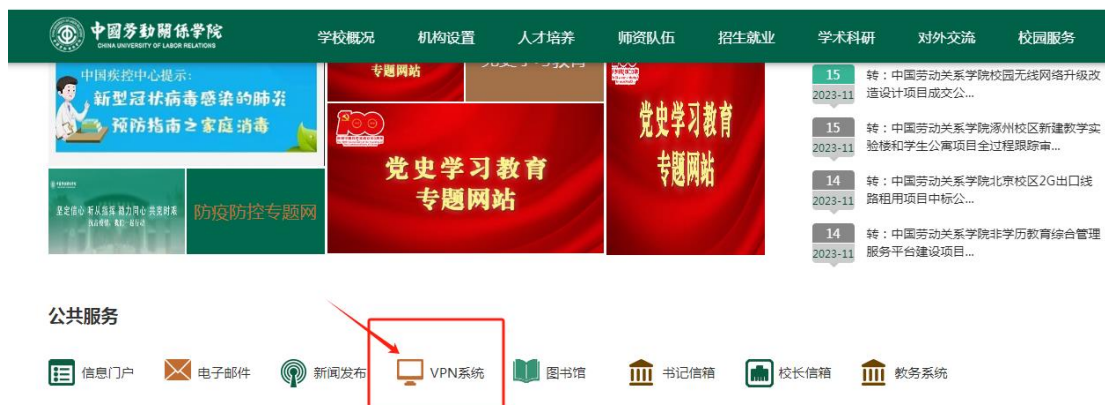 中國劳动關係学院
CHINA UNIVERSITY OF LABOR RELATIONS
学校概况 机构设置 人才培养 师资队伍 招生就业 学术科研 对外交流 校园服务
中国疾控中心提示:
新型冠状病毒感染的肺炎
预防指南之家庭消毒
专题网站
党史学习教育
专题网站
党史学习教育
专题网站
防疫防控专题网
15
2023-11
转:中国劳动关系学院校园无线网络升级改
造设计项目成交公...
15
2023-11
转:中国劳动关系学院涿州校区新建教学实
验楼和学生公寓项目全过程跟踪审...
14
2023-11
转:中国劳动关系学院北京校区2G出口线
路租用项目中标公...
14
2023-11
转:中国劳动关系学院非学历教育综合管理
服务平台建设项目...
公共服务
信息门户 电子邮件 新闻发布 VPN系统 图书馆 书记信箱 校长信箱 教务系统